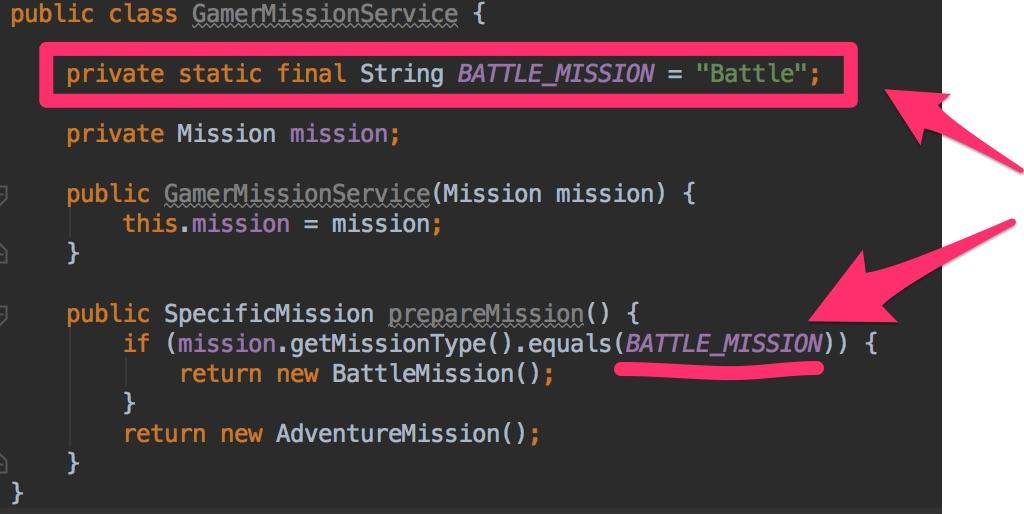 public class GamerMissionService {
private static final String BATTLE_MISSION = "Battle";
private Mission mission;
public GamerMissionService(Mission mission) {
this.mission = mission;
}
public SpecificMission prepareMission() {
if (mission.getMissionType().equals(BATTLE_MISSION)) {
return new BattleMission();
}
return new AdventureMission();
}
}